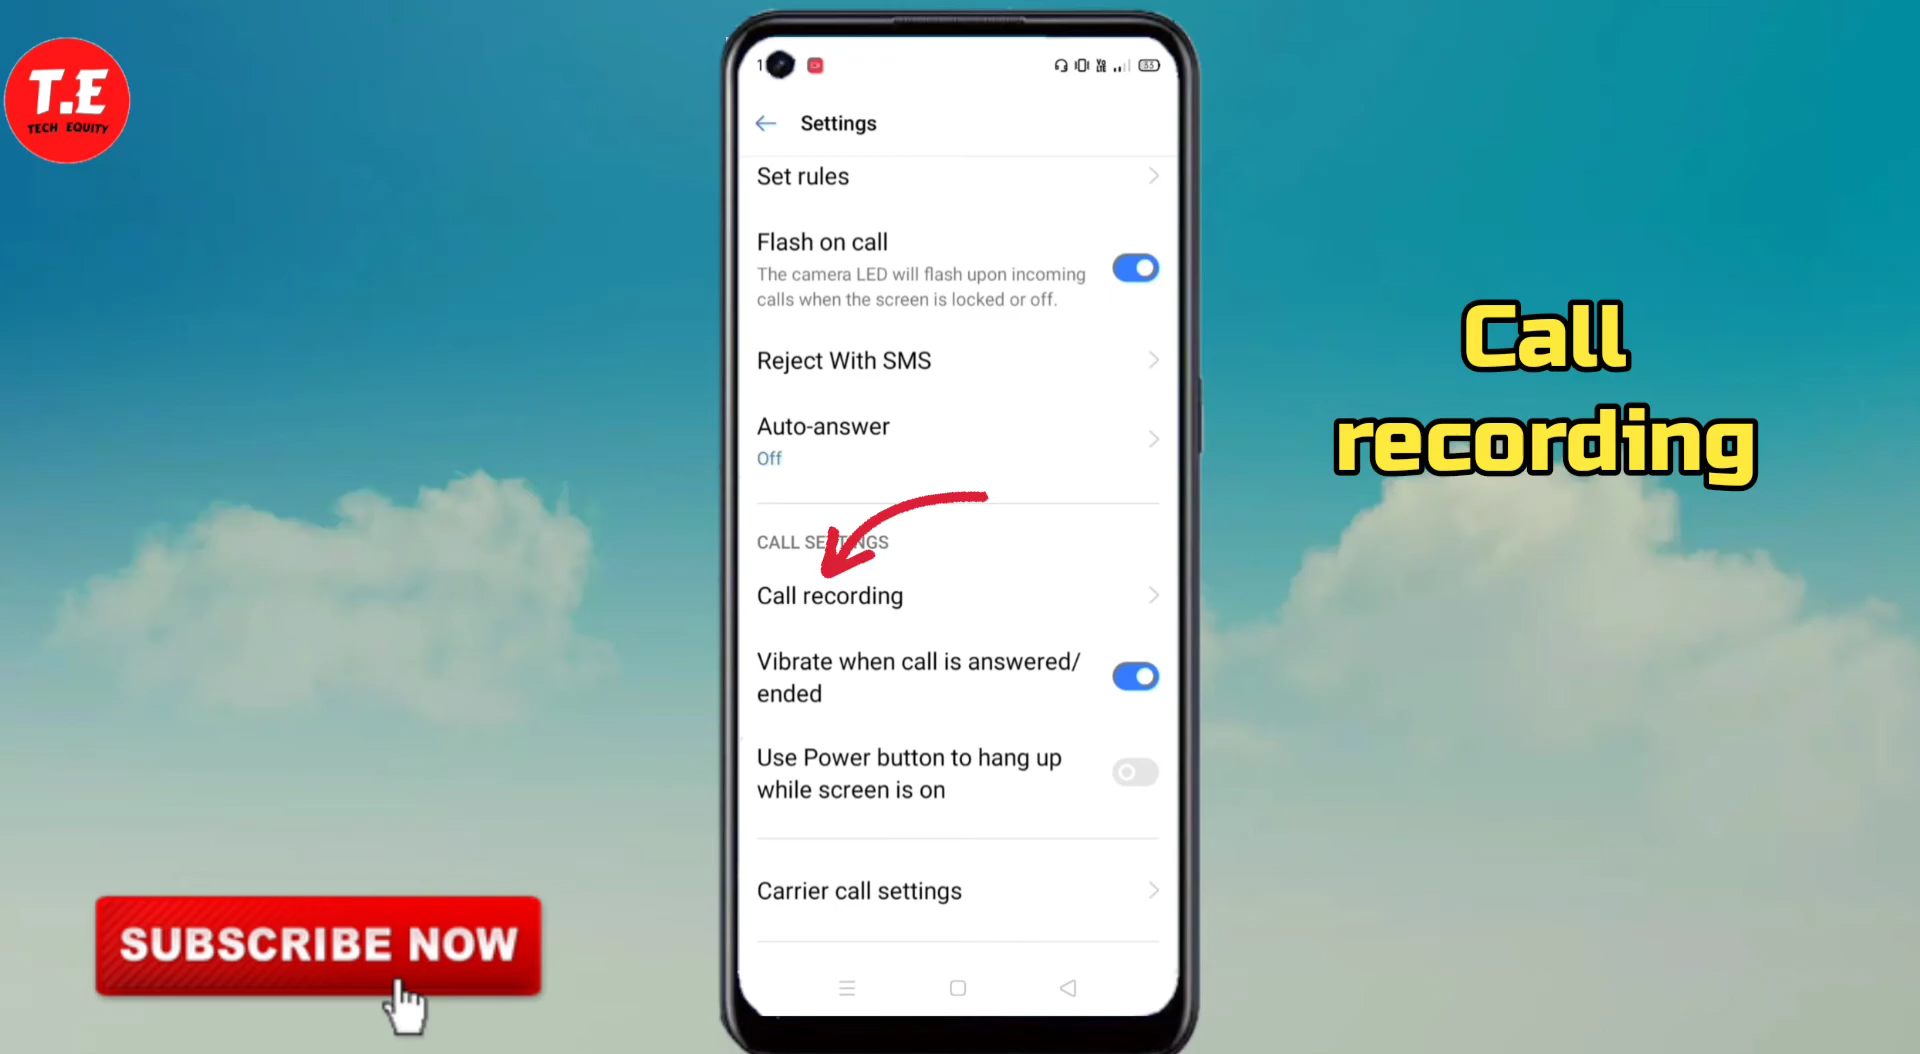 T.E
TECH EQUITY
Settings
Set rules
Flash on call
The camera LED will flash upon incoming
calls when the screen is locked or off.
Reject With SMS
Auto-answer
Off
CALL SETTINGS
Call recording
Vibrate when call is answered/
ended
Use Power button to hang up
while screen is on
Carrier call settings
Call
recording
SUBSCRIBE NOW